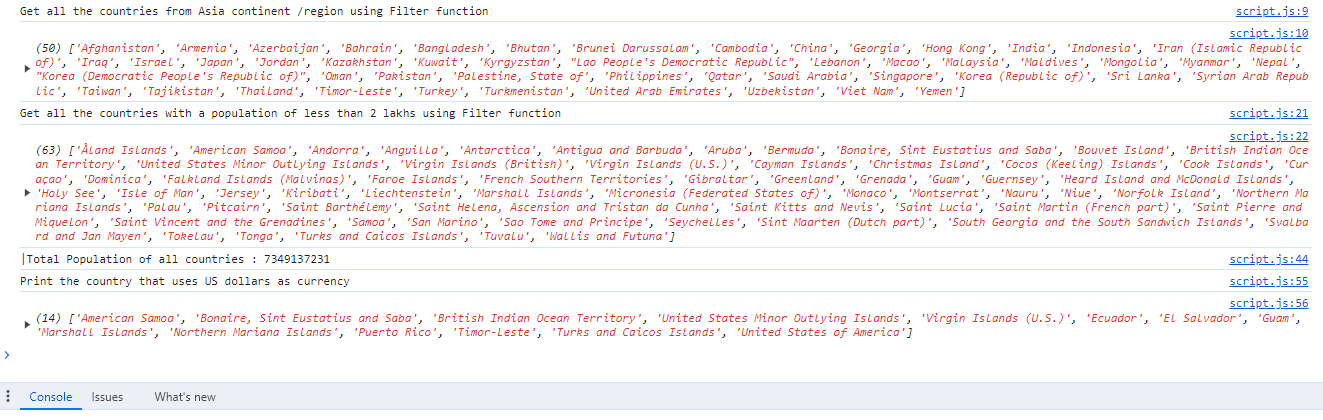 Get all the countries from Asia continent /region using Filter function script.js:9
script.js:10
(50) ['Afghanistan', 'Armenia', 'Azerbaijan', 'Bahrain', 'Bangladesh', 'Bhutan', 'Brunei Darussalam', 'Cambodia', 'China', 'Georgia', 'Hong Kong', 'India', 'Indonesia', 'Iran (Islamic Republic
of)', 'Iraq', 'Israel', 'Japan', 'Jordan', 'Kazakhstan', 'Kuwait', 'Kyrgyzstan', "Lao People's Democratic Republic", 'Lebanon', 'Macao', 'Malaysia', 'Maldives', 'Mongolia', 'Myanmar', 'Nepal',
"Korea (Democratic People's Republic of)", 'Oman', 'Pakistan', 'Palestine, State of', 'Philippines', 'Qatar', 'Saudi Arabia', 'Singapore', 'Korea (Republic of)', 'Sri Lanka', 'Syrian Arab Repub
lic', 'Taiwan', 'Tajikistan', 'Thailand', 'Timor-Leste', 'Turkey', 'Turkmenistan', 'United Arab Emirates', 'Uzbekistan', 'Viet Nam', 'Yemen']
Get all the countries with a population of less than 2 lakhs using Filter function script.js:21
script.js:22
(63) ['Åland Islands', 'American Samoa', 'Andorra', 'Anguilla', 'Antarctica', 'Antigua and Barbuda', 'Aruba', 'Bermuda', 'Bonaire, Sint Eustatius and Saba', 'Bouvet Island', 'British Indian Oce
an Territory', 'United States Minor Outlying Islands', 'Virgin Islands (British)', 'Virgin Islands (U.S.)', 'Cayman Islands', 'Christmas Island', 'Cocos (Keeling) Islands', 'Cook Islands', 'Cur
açao', 'Dominica', 'Falkland Islands (Malvinas)', 'Faroe Islands', 'French Southern Territories', 'Gibraltar', 'Greenland', 'Grenada', 'Guam', 'Guernsey', 'Heard Island and McDonald Islands',
'Holy See', 'Isle of Man', 'Jersey', 'Kiribati', 'Liechtenstein', 'Marshall Islands', 'Micronesia (Federated States of)', 'Monaco', 'Montserrat', 'Nauru', 'Niue', 'Norfolk Island', 'Northern Ma
riana Islands', 'Palau', 'Pitcairn', 'Saint Barthélemy', 'Saint Helena, Ascension and Tristan da Cunha', 'Saint Kitts and Nevis', 'Saint Lucia', 'Saint Martin (French part)', 'Saint Pierre and
Miquelon', 'Saint Vincent and the Grenadines', 'Samoa', 'San Marino', 'Sao Tome and Principe', 'Seychelles', 'Sint Maarten (Dutch part)', 'South Georgia and the South Sandwich Islands', 'Svalba
rd and Jan Mayen', 'Tokelau', 'Tonga', 'Turks and Caicos Islands', 'Tuvalu', 'Wallis and Futuna']
|Total Population of all countries : 7349137231 script.js:44
Print the country that uses US dollars as currency script.js:55
script.js:56
(14) ['American Samoa', 'Bonaire, Sint Eustatius and Saba', 'British Indian Ocean Territory', 'United States Minor Outlying Islands', 'Virgin Islands (U.S.)', 'Ecuador', 'El Salvador', 'Guam',
'Marshall Islands', 'Northern Mariana Islands', 'Puerto Rico', 'Timor-Leste', 'Turks and Caicos Islands', 'United States of America']
Console Issues What's new